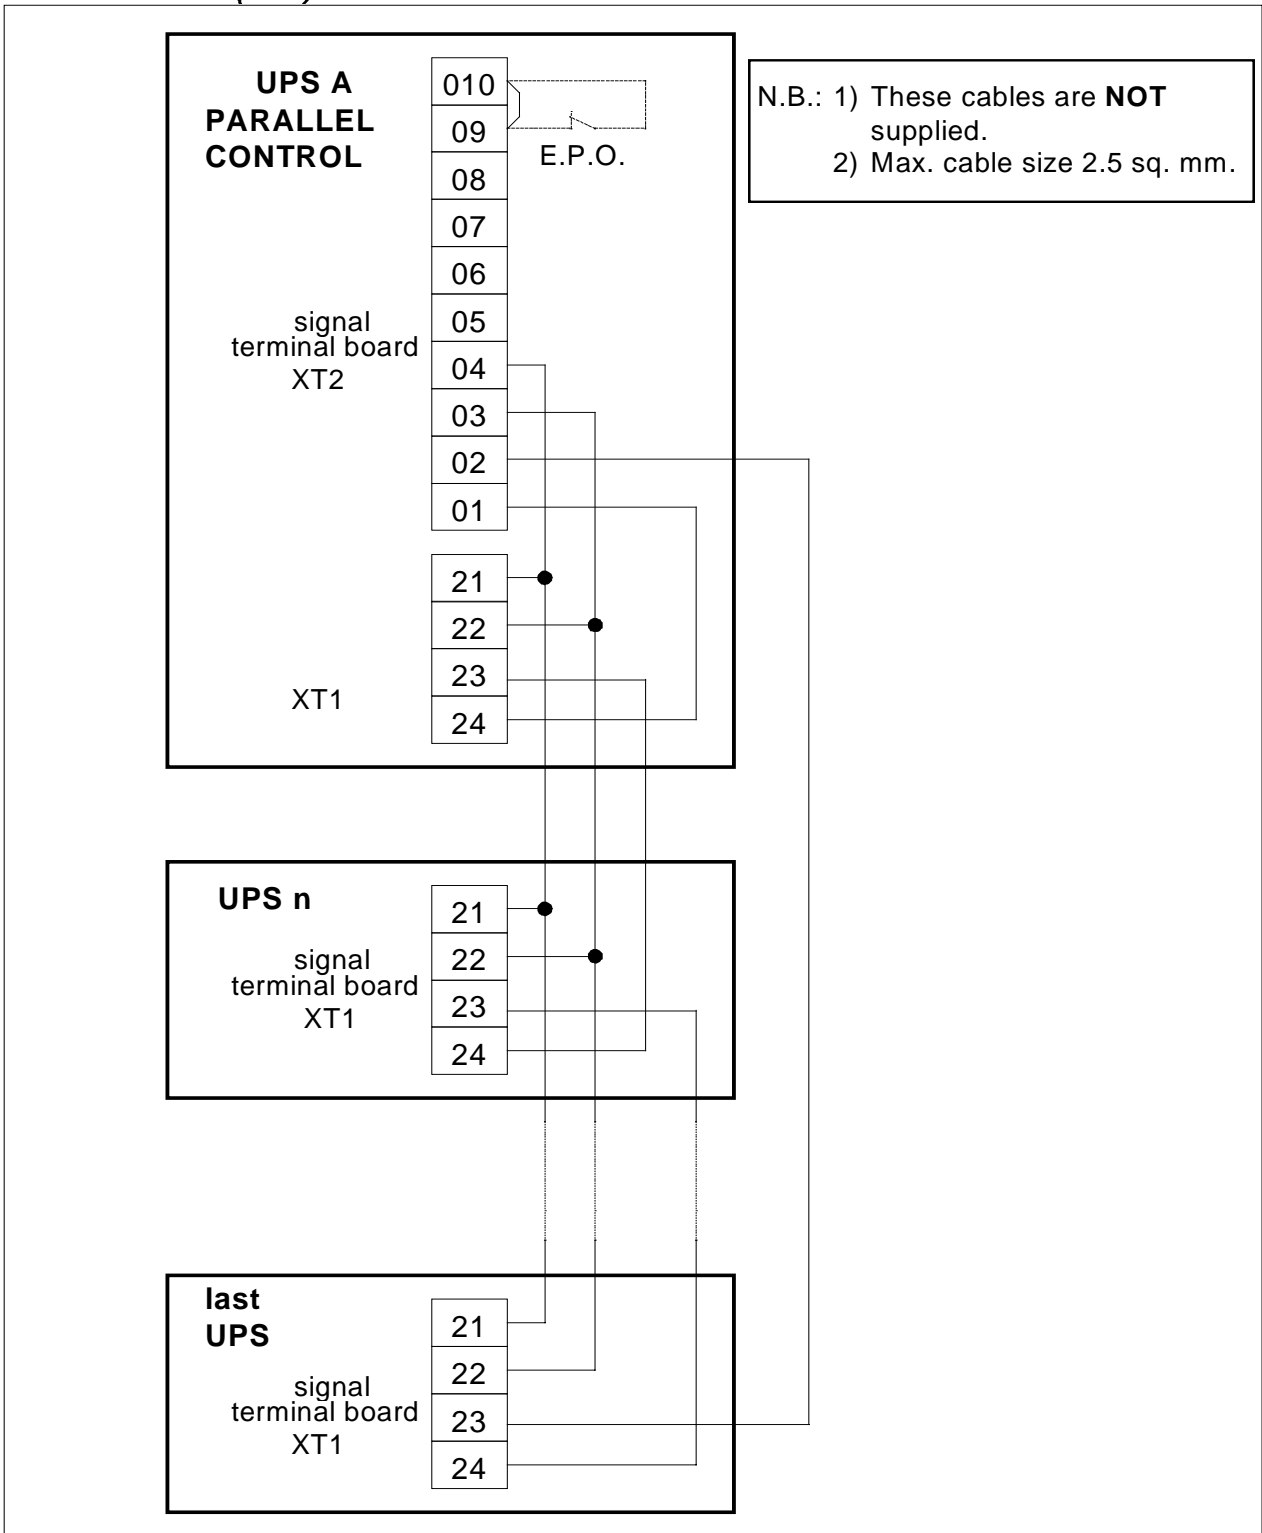 UPS A
PARALLEL
CONTROL
010
09
08
07
06
05
04
03
02
01
E.P.O.
signal
terminal board
XT2
21
22
23
24
XT1
N.B.: 1) These cables are NOT
supplied.
2) Max. cable size 2.5 sq. mm.
UPS n
signal
terminal board
XT1
21
22
23
24
last
UPS
signal
terminal board
XT1
21
22
23
24